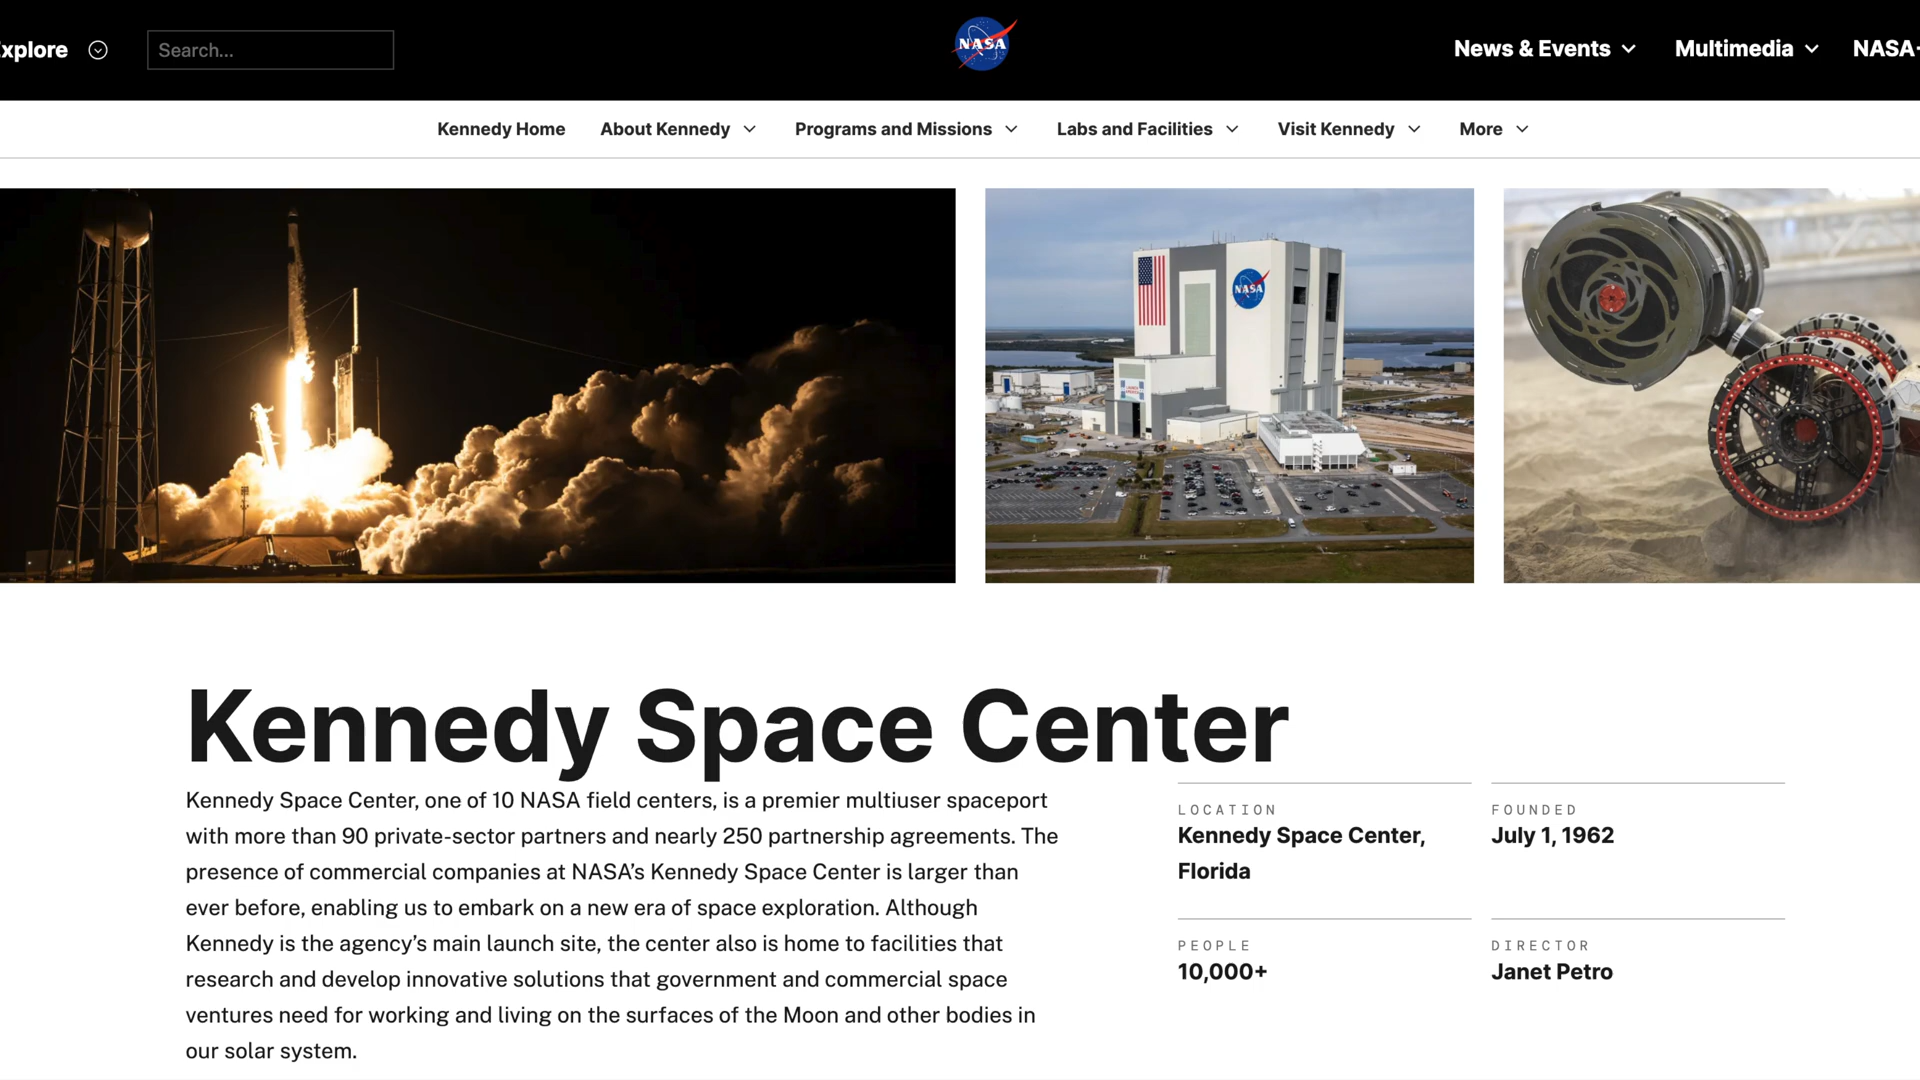 xplore
Search...
NASA
News & Events
Multimedia
NASA+
Kennedy Home
About Kennedy
Programs and Missions
Labs and Facilities
Visit Kennedy
More
NASA
Kennedy Space Center
Kennedy Space Center, one of 10 NASA field centers, is a premier multiuser spaceport
with more than 90 private-sector partners and nearly 250 partnership agreements. The
presence of commercial companies at NASA’s Kennedy Space Center is larger than
ever before, enabling us to embark on a new era of space exploration. Although
Kennedy is the agency’s main launch site, the center also is home to facilities that
research and develop innovative solutions that government and commercial space
ventures need for working and living on the surfaces of the Moon and other bodies in
our solar system.
LOCATION
Kennedy Space Center,
Florida
FOUNDED
July 1, 1962
PEOPLE
10,000+
DIRECTOR
Janet Petro